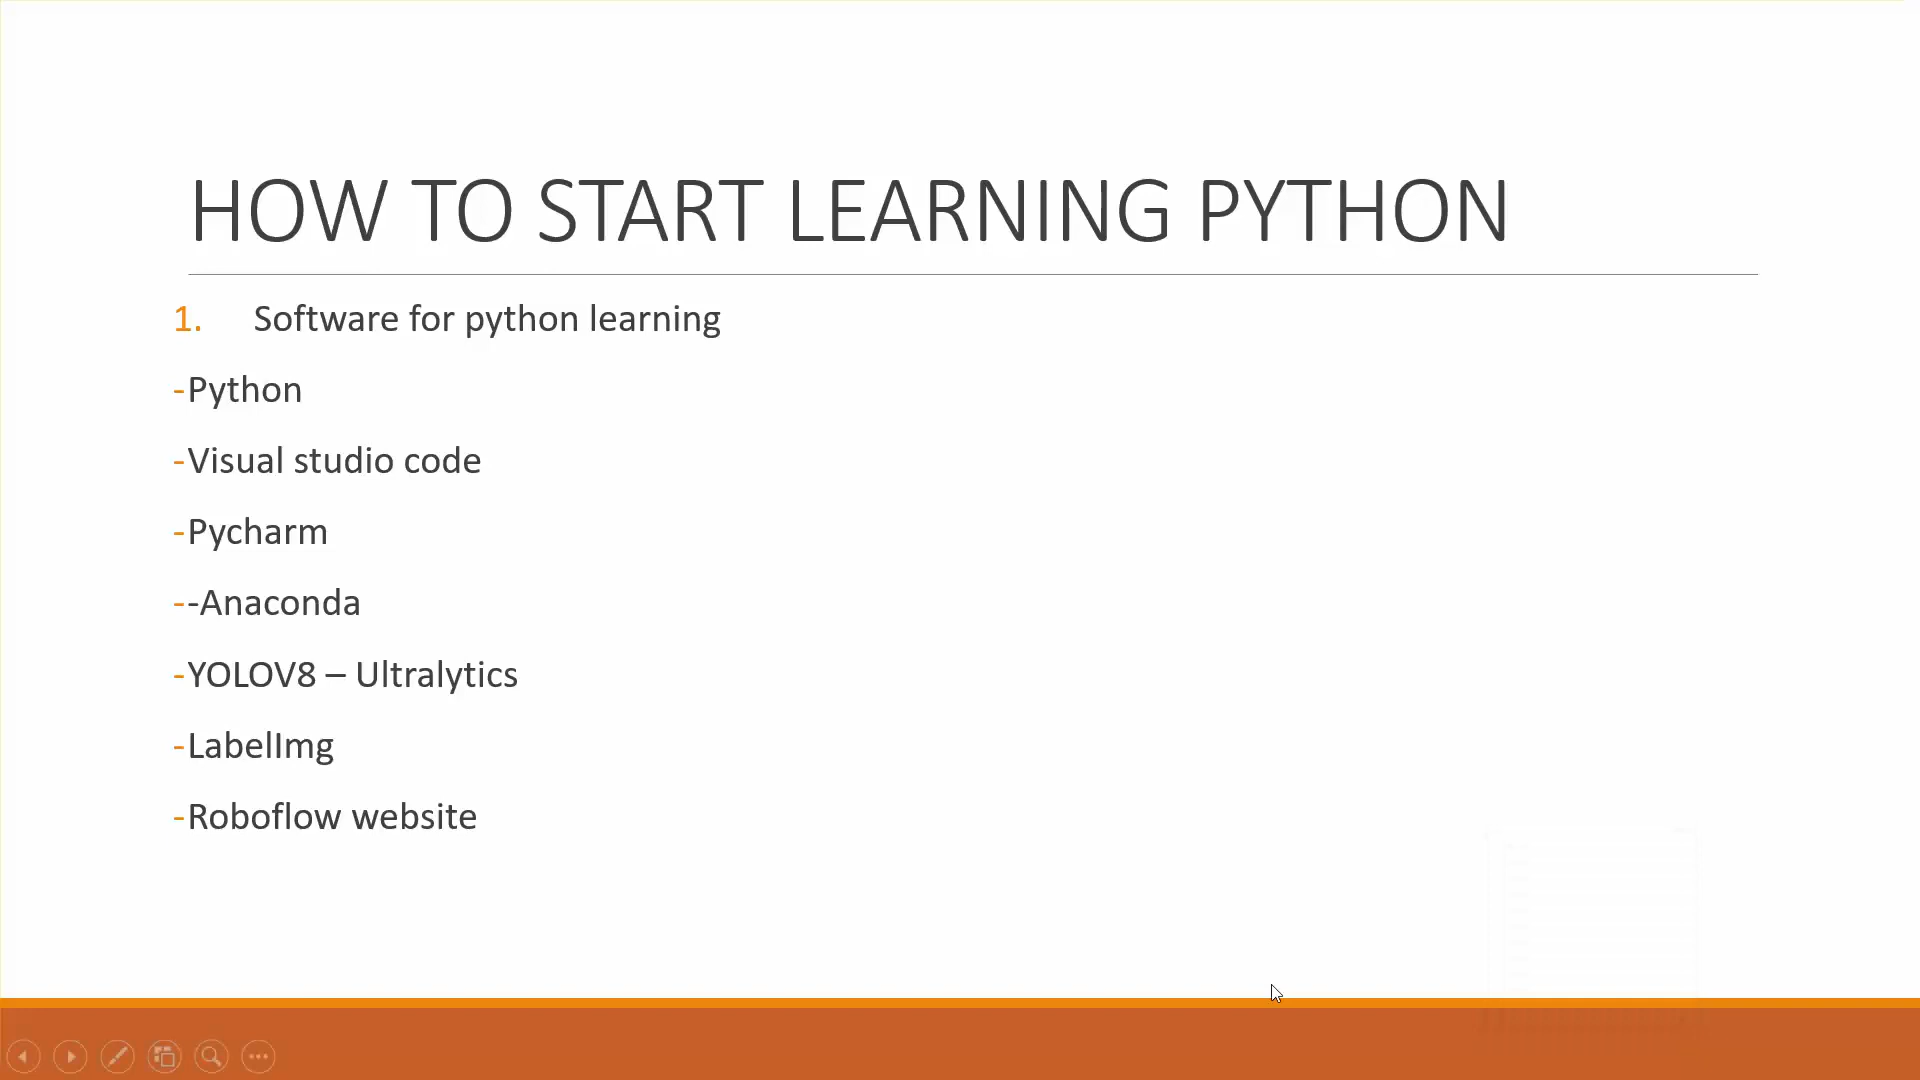 HOW TO START LEARNING PYTHON
1. Software for python learning
-Python
-Visual studio code
-Pycharm
--Anaconda
-YOLOV8 – Ultralytics
-LabelImg
-Roboflow website